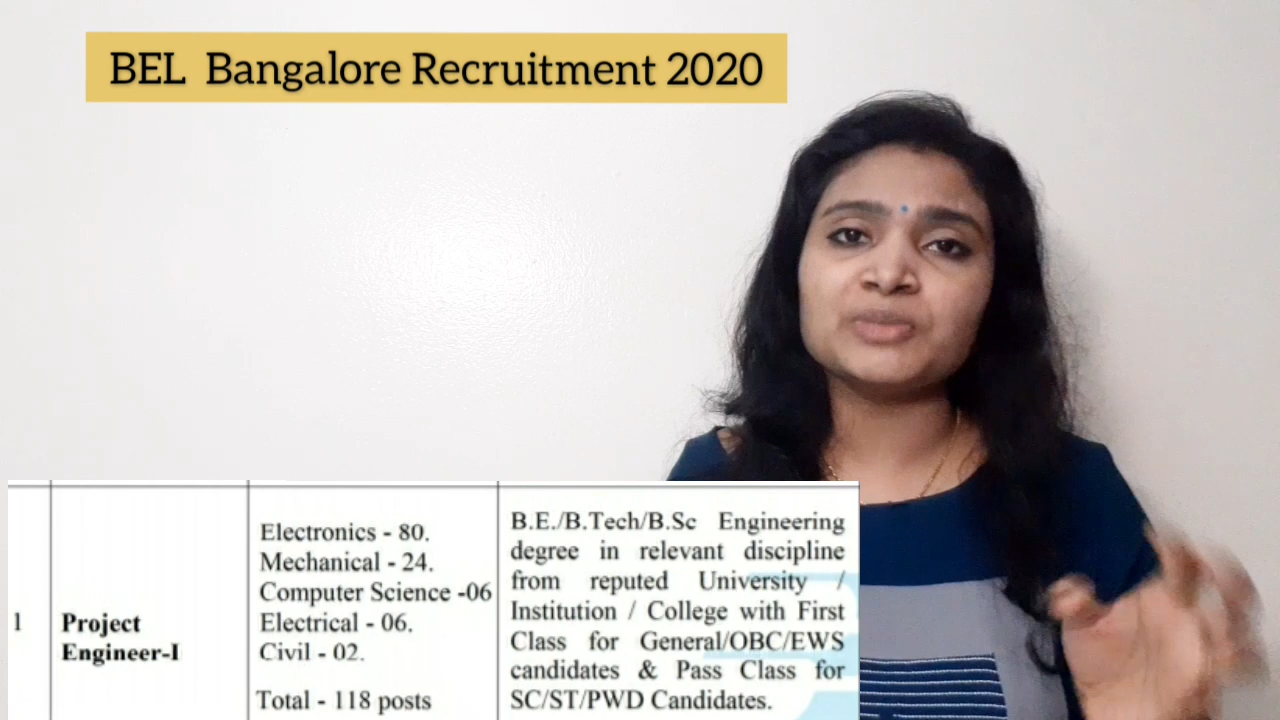 BEL Bangalore Recruitment 2020
1
Project
Engineer-I
Electronics - 80.
Mechanical - 24.
Computer Science -06
Electrical - 06.
Civil - 02.
Total - 118 posts
B.E./B.Tech/B.Sc Engineering
degree in relevant discipline
from reputed University /
Institution / College with First
Class for General/OBC/EWS
candidates & Pass Class for
SC/ST/PWD Candidates.